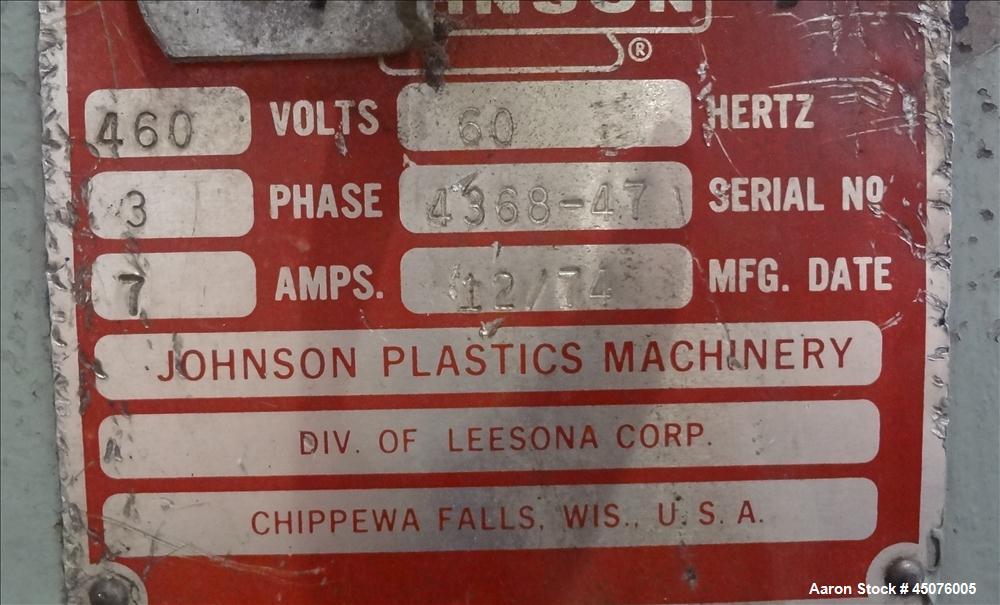 ®
460 VOLTS 60 HERTZ
3 PHASE 4368-47 SERIAL NO
7 AMPS. 12/74 MFG. DATE
JOHNSON PLASTICS MACHINERY
DIV. OF LEESONA CORP.
CHIPPEWA FALLS, WIS., U.S.A.
Aaron Stock # 45076005